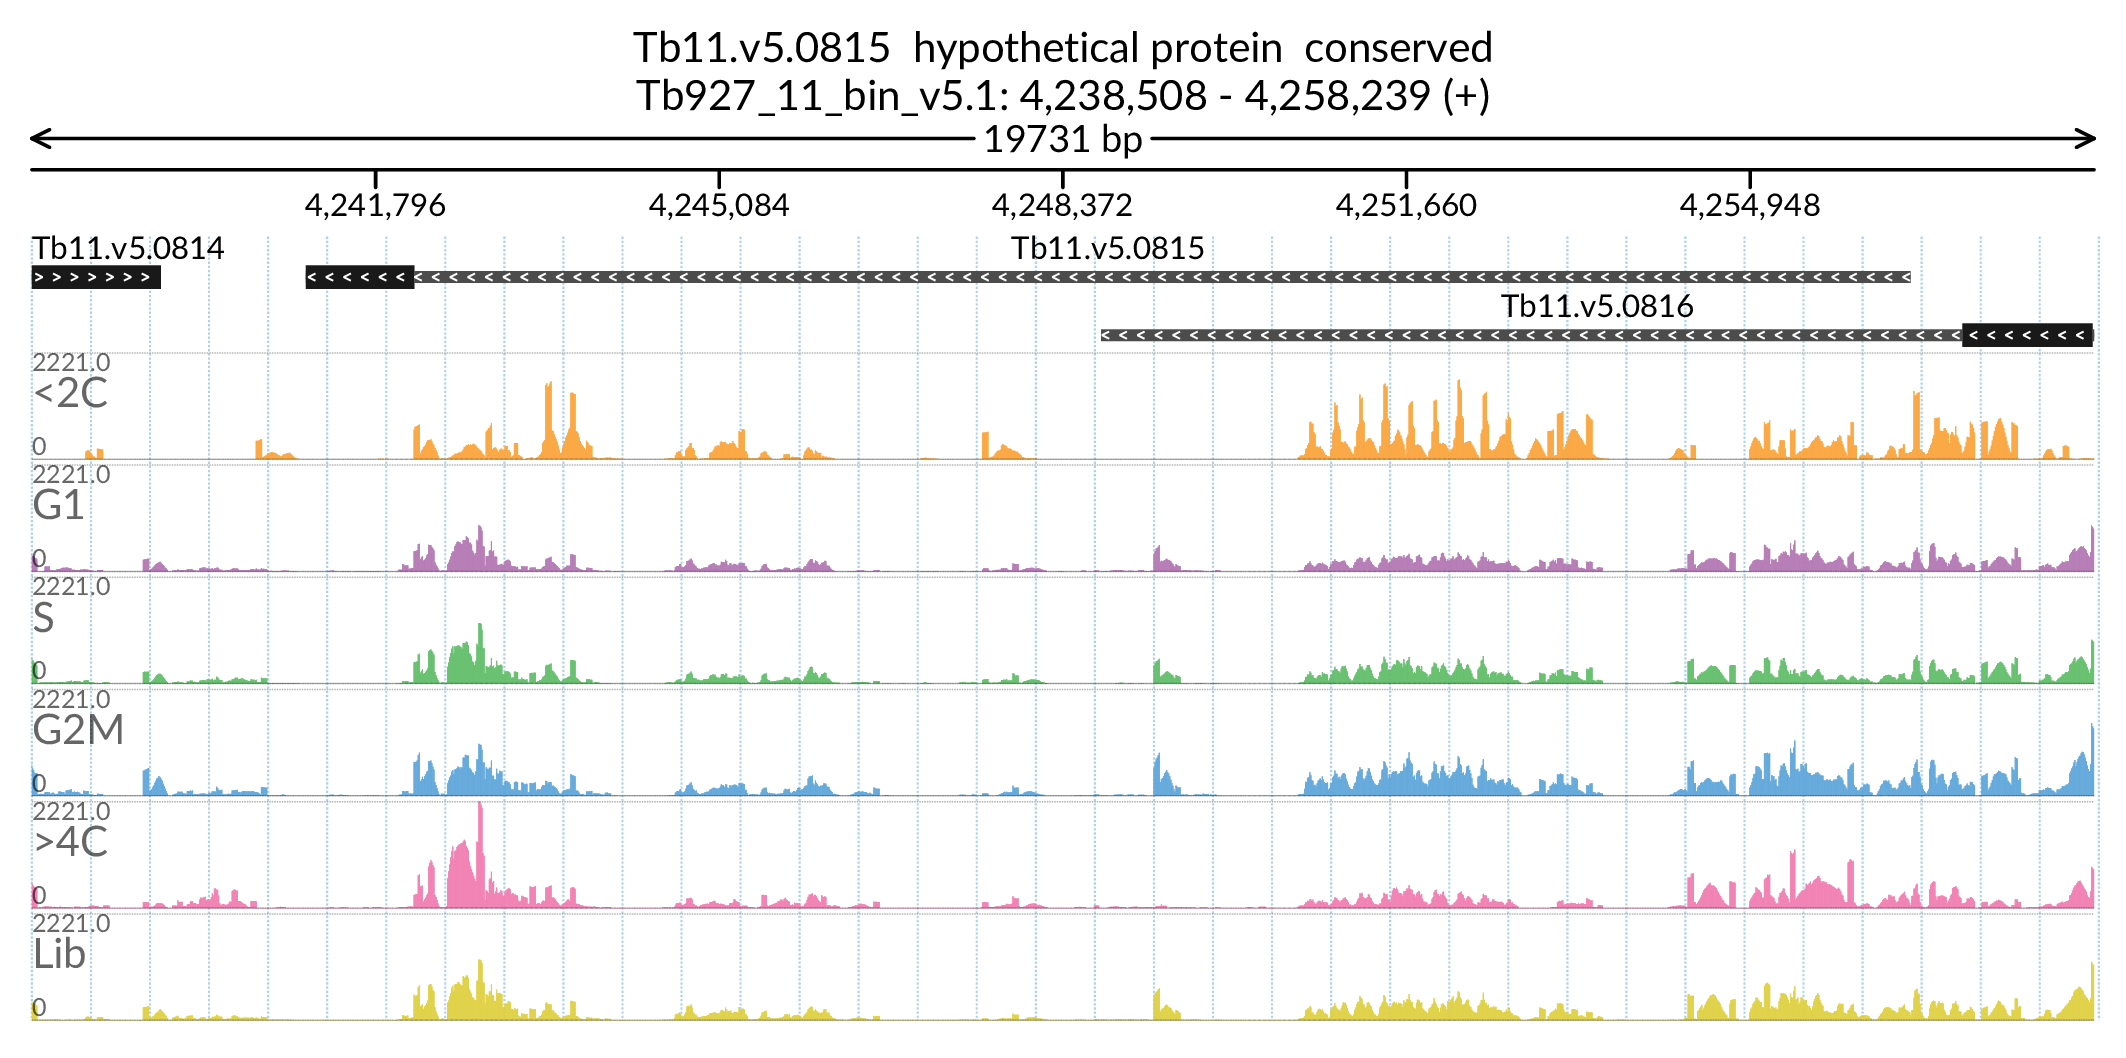 Tb11.v5.0815  hypothetical protein  conserved
Tb927_11_bin_v5.1: 4,238,508 - 4,258,239 (+)
19731 bp
4,241,796 4,245,084 4,248,372 4,251,660 4,254,948
Tb11.v5.0814 Tb11.v5.0815
Tb11.v5.0816
2221.0
<2C
0
2221.0
G1
0
2221.0
S
0
2221.0
G2M
0
2221.0
>4C
0
2221.0
Lib
0